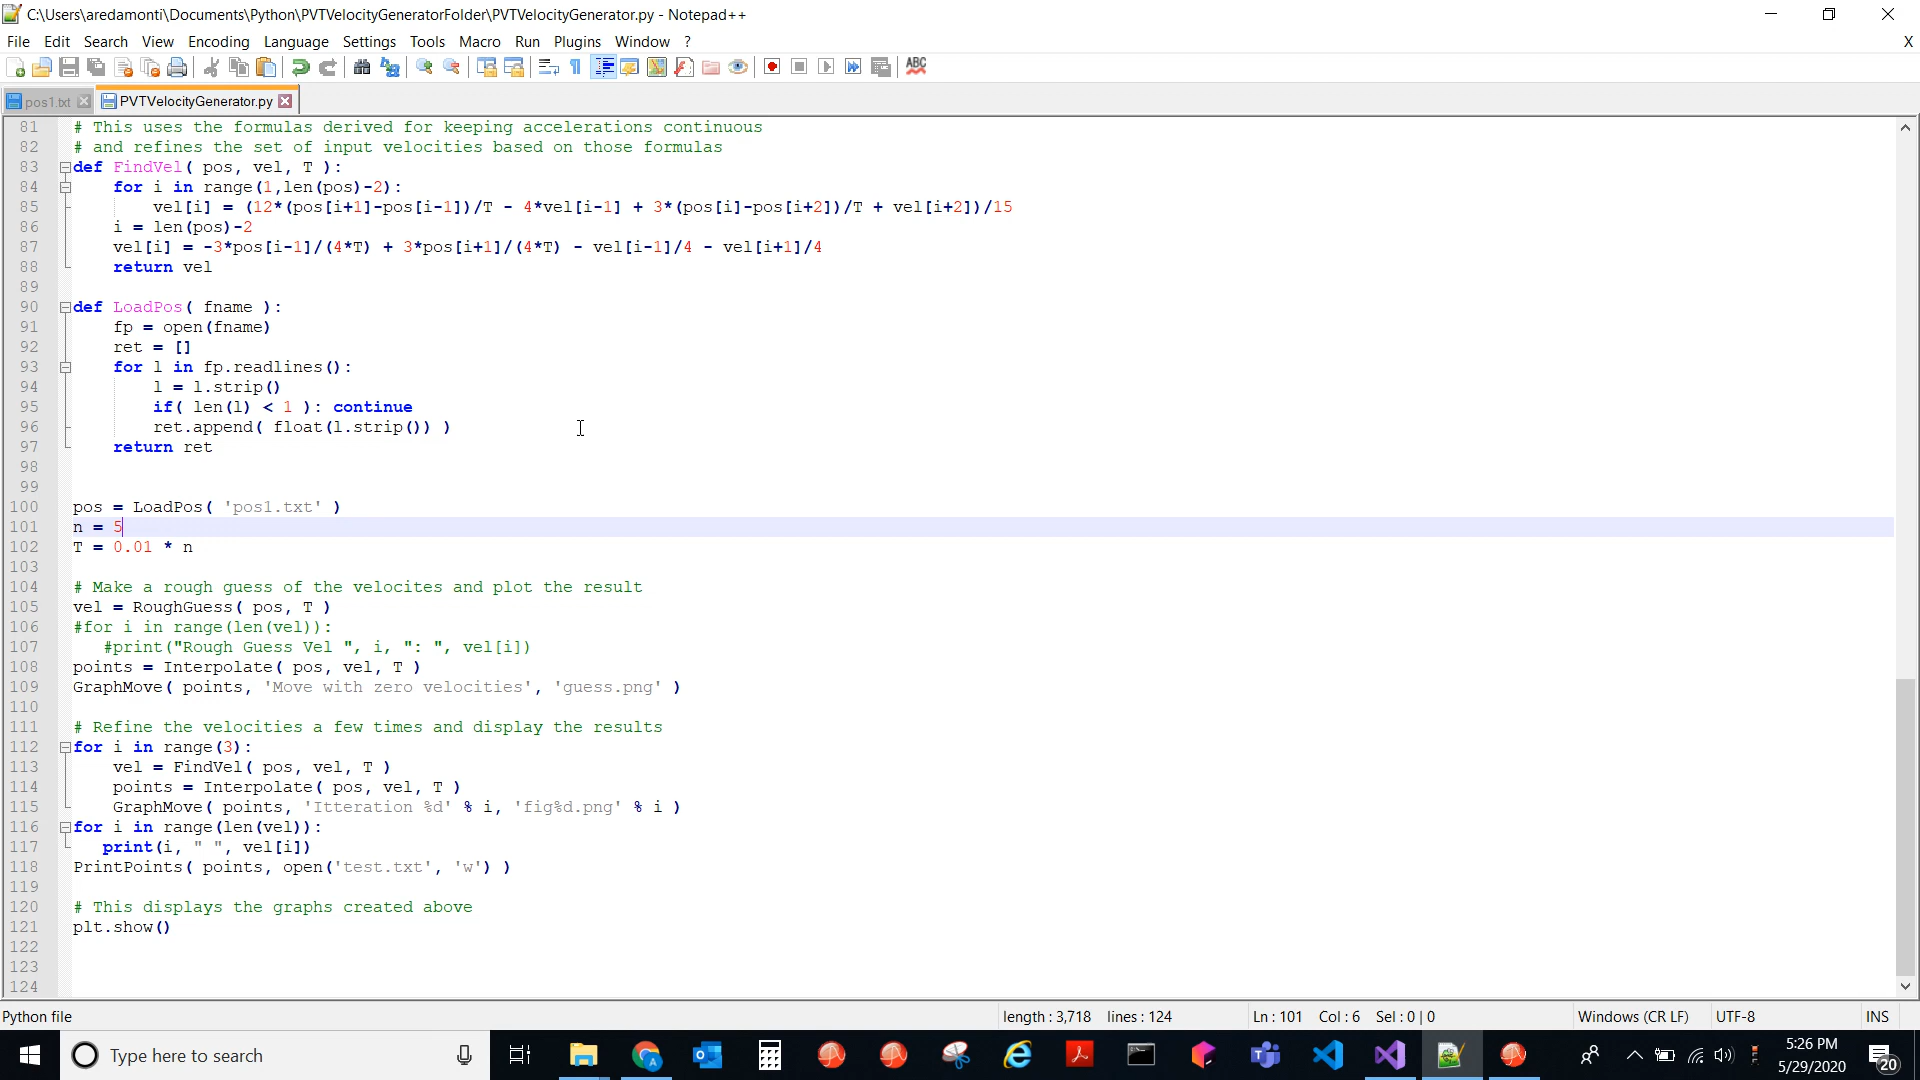 C:\Users\aredamonti\Documents\Python\PVTVelocityGeneratorFolder\PVTVelocityGenerator.py - Notepad++
File Edit Search View Encoding Language Settings Tools Macro Run Plugins Window ? X
ABC
pos1.txt PVTVelocityGenerator.py
81 # This uses the formulas derived for keeping accelerations continuous
82 # and refines the set of input velocities based on those formulas
83 def FindVel( pos, vel, T ):
84 for i in range(1,len(pos)-2):
85 vel[i] = (12*(pos[i+1]-pos[i-1])/T - 4*vel[i-1] + 3*(pos[i]-pos[i+2])/T + vel[i+2])/15
86 i = len(pos)-2
87 vel[i] = -3*pos[i-1]/(4*T) + 3*pos[i+1]/(4*T) - vel[i-1]/4 - vel[i+1]/4
88 return vel
89
90 def LoadPos( fname ):
91 fp = open(fname)
92 ret = []
93 for l in fp.readlines():
94 l = l.strip()
95 if( len(l) < 1 ): continue
96 ret.append( float(l.strip()) )
97 return ret
98
99
100 pos = LoadPos( 'pos1.txt' )
101 n = 5
102 T = 0.01 * n
103
104 # Make a rough guess of the velocites and plot the result
105 vel = RoughGuess( pos, T )
106 #for i in range(len(vel)):
107 #print("Rough Guess Vel ", i, ": ", vel[i])
108 points = Interpolate( pos, vel, T )
109 GraphMove( points, 'Move with zero velocities', 'guess.png' )
110
111 # Refine the velocities a few times and display the results
112 for i in range(3):
113 vel = FindVel( pos, vel, T )
114 points = Interpolate( pos, vel, T )
115 GraphMove( points, 'Itteration %d' % i, 'fig%d.png' % i )
116 for i in range(len(vel)):
117 print(i, " ", vel[i])
118 PrintPoints( points, open('test.txt', 'w') )
119
120 # This displays the graphs created above
121 plt.show()
122
123
124
Python file length : 3,718 lines : 124 Ln : 101 Col : 6 Sel : 0 | 0 Windows (CR LF) UTF-8 INS
Type here to search
5:26 PM
5/29/2020
20